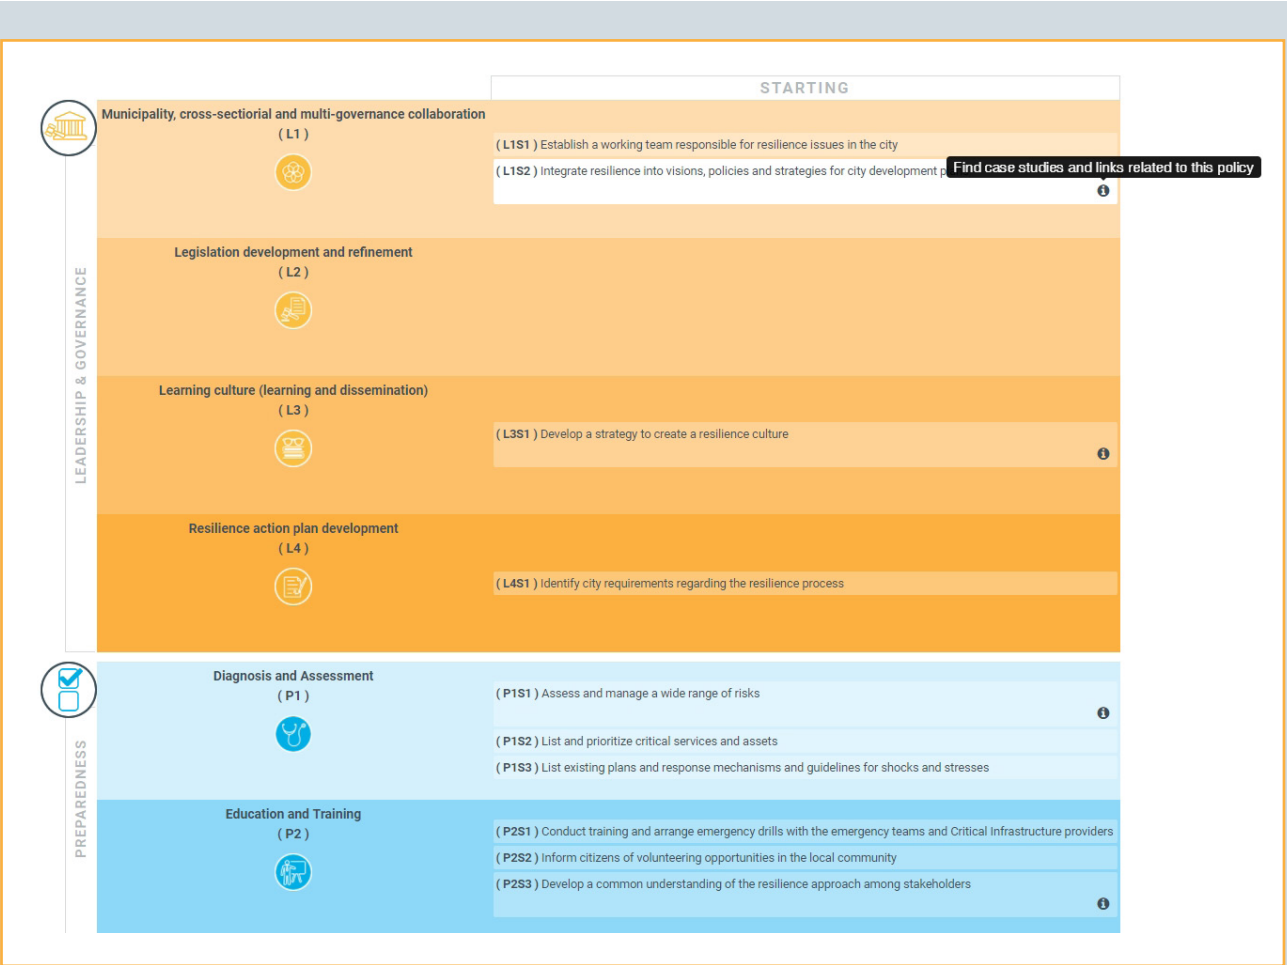 STARTING
Municipality, cross-sectiorial and multi-governance collaboration
( L1 )
( L1S1 ) Establish a working team responsible for resilience issues in the city
( L1S2 ) Integrate resilience into visions, policies and strategies for city development p
Find case studies and links related to this policy
LEADERSHIP & GOVERNANCE
Legislation development and refinement
( L2 )
Learning culture (learning and dissemination)
( L3 )
( L3S1 ) Develop a strategy to create a resilience culture
Resilience action plan development
( L4 )
( L4S1 ) Identify city requirements regarding the resilience process
PREPAREDNESS
Diagnosis and Assessment
( P1 )
( P1S1 ) Assess and manage a wide range of risks
( P1S2 ) List and prioritize critical services and assets
( P1S3 ) List existing plans and response mechanisms and guidelines for shocks and stresses
Education and Training
( P2 )
( P2S1 ) Conduct training and arrange emergency drills with the emergency teams and Critical Infrastructure providers
( P2S2 ) Inform citizens of volunteering opportunities in the local community
( P2S3 ) Develop a common understanding of the resilience approach among stakeholders